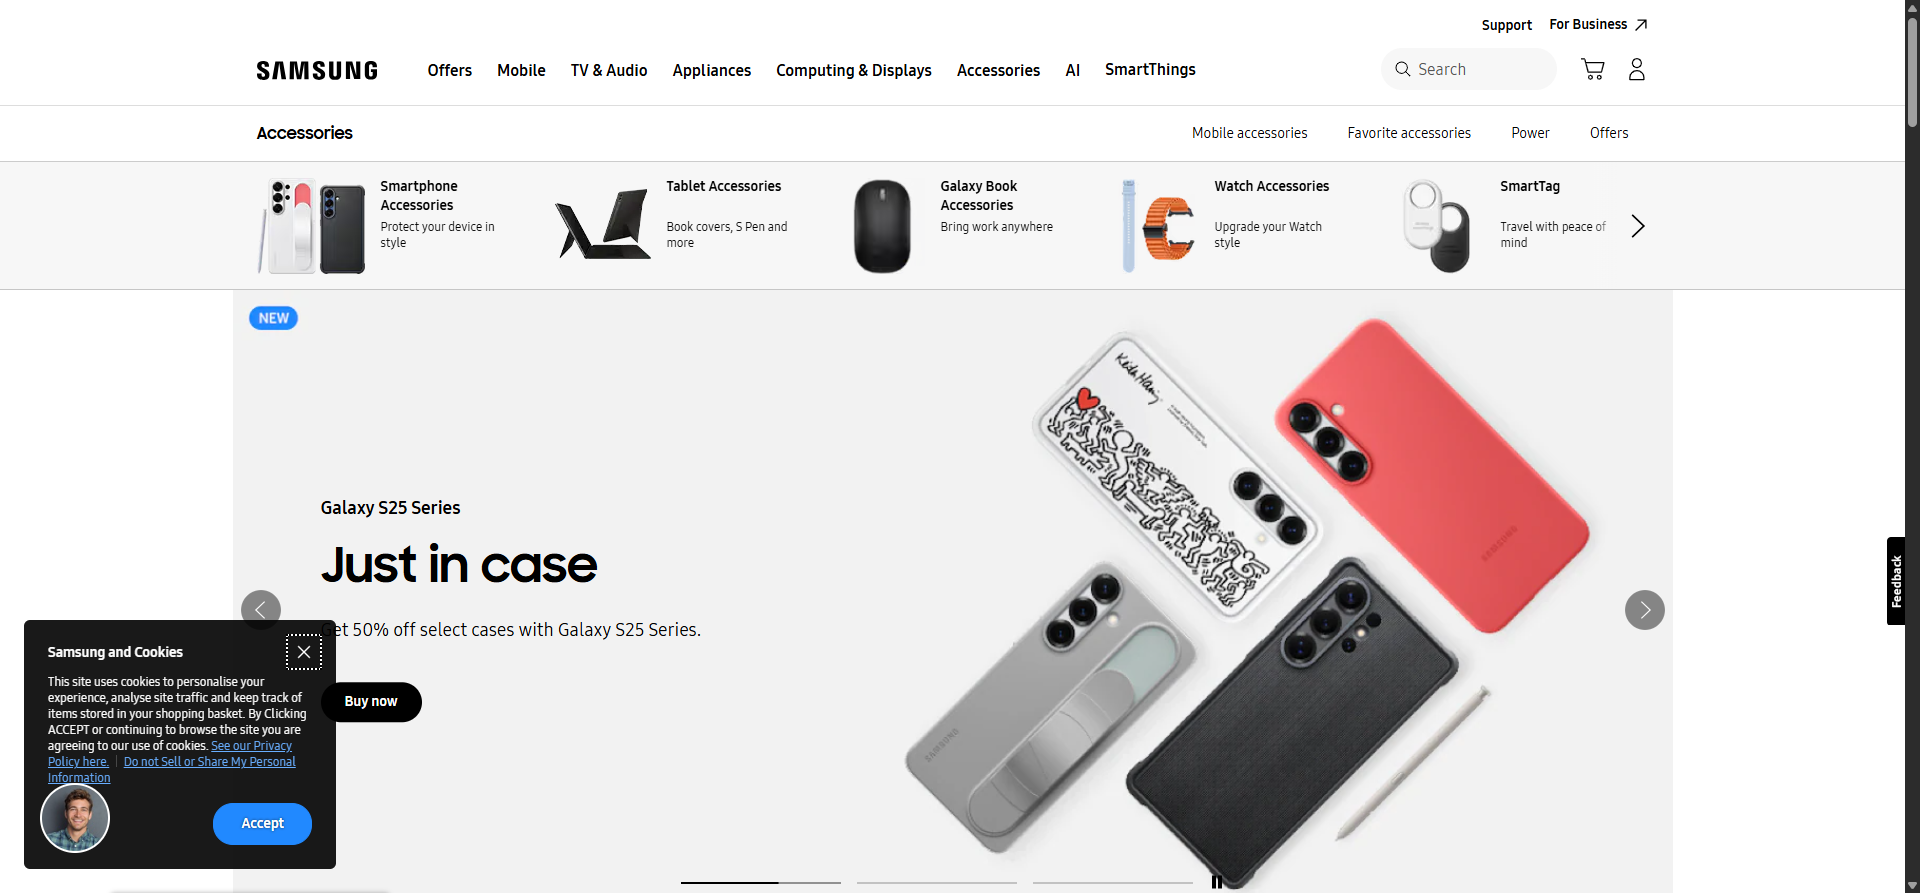 Support
For Business
SAMSUNG
Offers
Mobile
TV & Audio
Appliances
Computing & Displays
Accessories
AI
SmartThings
Search
Accessories
Mobile accessories
Favorite accessories
Power
Offers
Smartphone
Accessories
Protect your device in
style
Tablet Accessories
Book covers, S Pen and
more
Galaxy Book
Accessories
Bring work anywhere
Watch Accessories
Upgrade your Watch
style
SmartTag
Travel with peace of
mind
NEW
Galaxy S25 Series
Just in case
Get 50% off select cases with Galaxy S25 Series.
Buy now
Keith Haring
SAMSUNG
SAMSUNG
Feedback
Samsung and Cookies
This site uses cookies to personalise your
experience, analyse site traffic and keep track of
items stored in your shopping basket. By Clicking
ACCEPT or continuing to browse the site you are
agreeing to our use of cookies. See our Privacy
Policy here. | Do not Sell or Share My Personal
Information
Accept